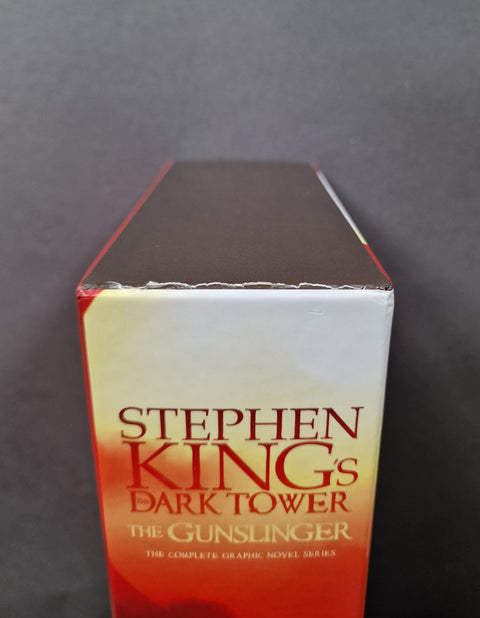 STEPHEN
KING'S
THE DARK TOWER
THE GUNSLINGER
THE COMPLETE GRAPHIC NOVEL SERIES